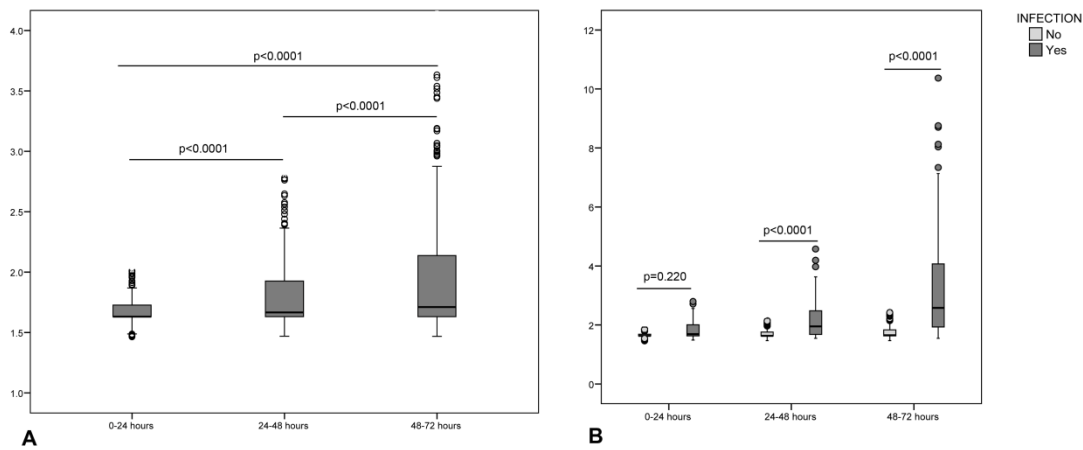 4.0
3.5
3.0
2.5
2.0
1.5
1.0
p<0.0001
p<0.0001
p<0.0001
0-24 hours
24-48 hours
48-72 hours
A
12
10
8
6
4
2
0
p=0.220
p<0.0001
p<0.0001
0-24 hours
24-48 hours
48-72 hours
B
INFECTION
No
Yes